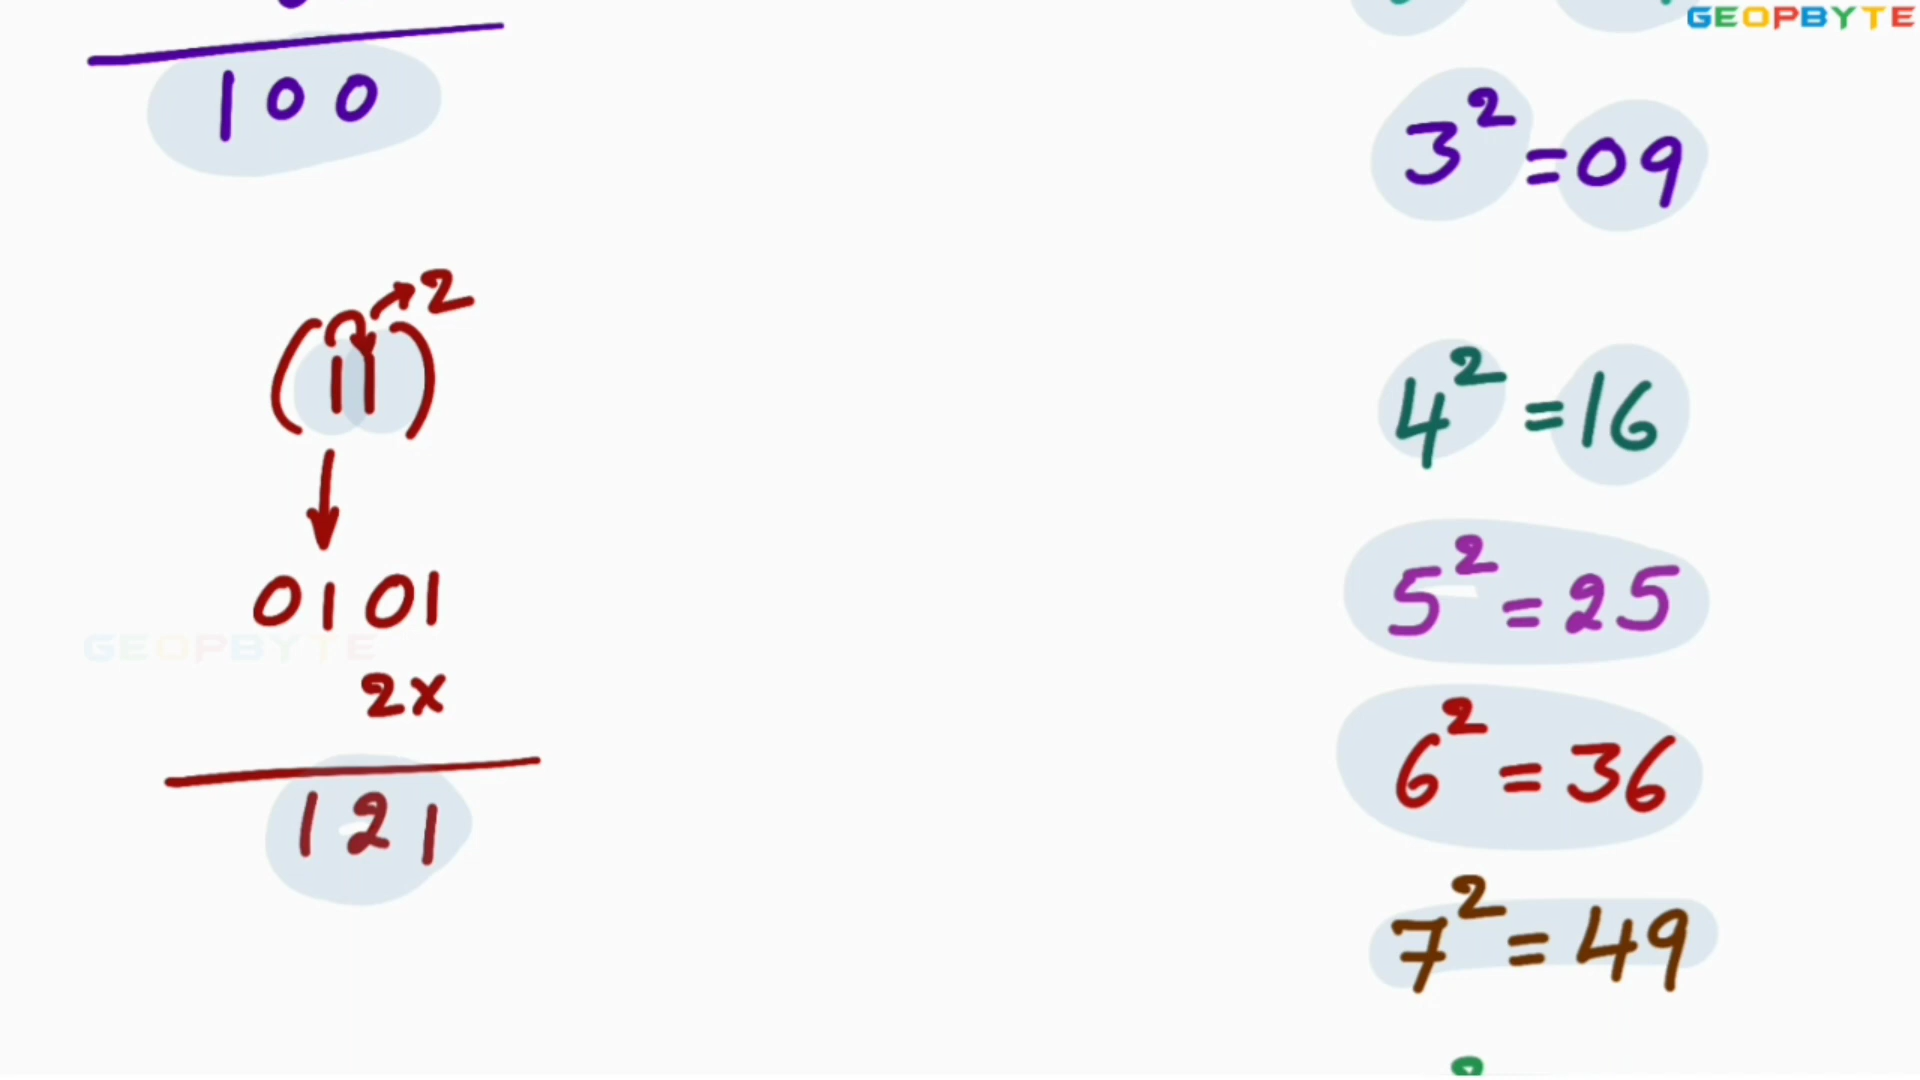 GEOPBYTE
100
(11)²
0101
2x
121
3² = 09
4² = 16
5² = 25
6² = 36
7² = 49
GEOPBYTE